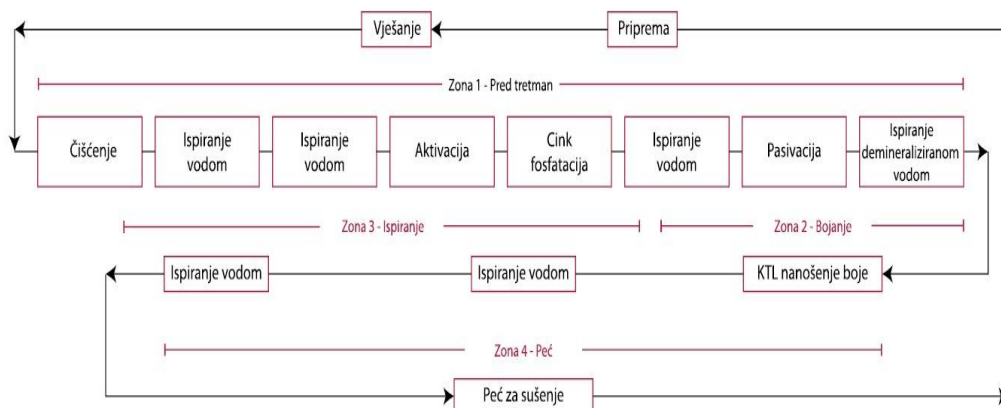 Vješanje
Priprema
Zona 1 - Pred tretman
Čišćenje
Ispiranje
vodom
Ispiranje
vodom
Aktivacija
Cink
fosfatacija
Ispiranje
vodom
Pasivacija
Ispiranje
demineraliziranom
vodom
Zona 3 - Ispiranje
Zona 2 - Bojanje
Ispiranje vodom
Ispiranje vodom
KTL nanošenje boje
Zona 4 - Peć
Peć za sušenje